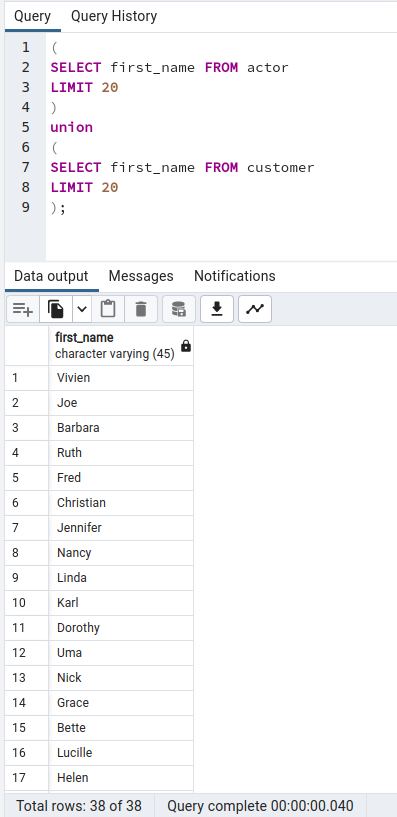 Query Query History
1 (
2 SELECT first_name FROM actor
3 LIMIT 20
4 )
5 union
6 (
7 SELECT first_name FROM customer
8 LIMIT 20
9 );
Data output Messages Notifications
first_name
character varying (45)
1 Vivien
2 Joe
3 Barbara
4 Ruth
5 Fred
6 Christian
7 Jennifer
8 Nancy
9 Linda
10 Karl
11 Dorothy
12 Uma
13 Nick
14 Grace
15 Bette
16 Lucille
17 Helen
Total rows: 38 of 38 Query complete 00:00:00.040